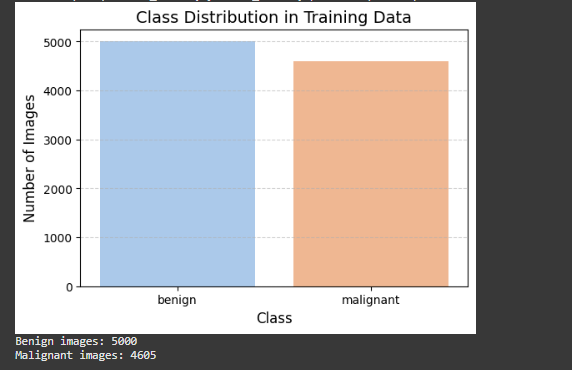 Class Distribution in Training Data
Number of Images
5000
4000
3000
2000
1000
0
benign malignant
Class
Benign images: 5000
Malignant images: 4605